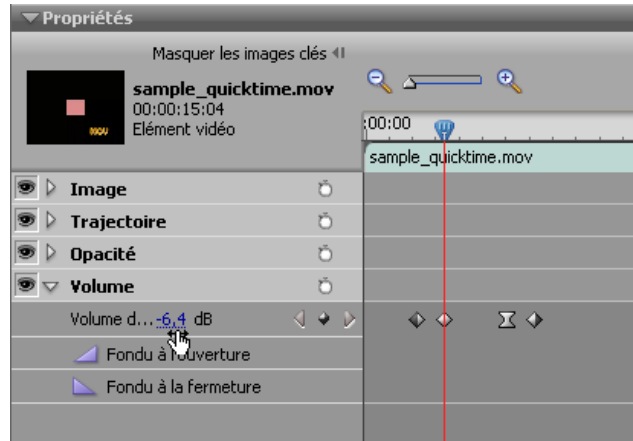 Propriétés
Masquer les images clés
sample_quicktime.mov
00:00:15:04
Elément vidéo
MOV
;00:00
sample_quicktime.mov
Image
Trajectoire
Opacité
Volume
Volume d...-6,4 dB
Fondu à l'ouverture
Fondu à la fermeture